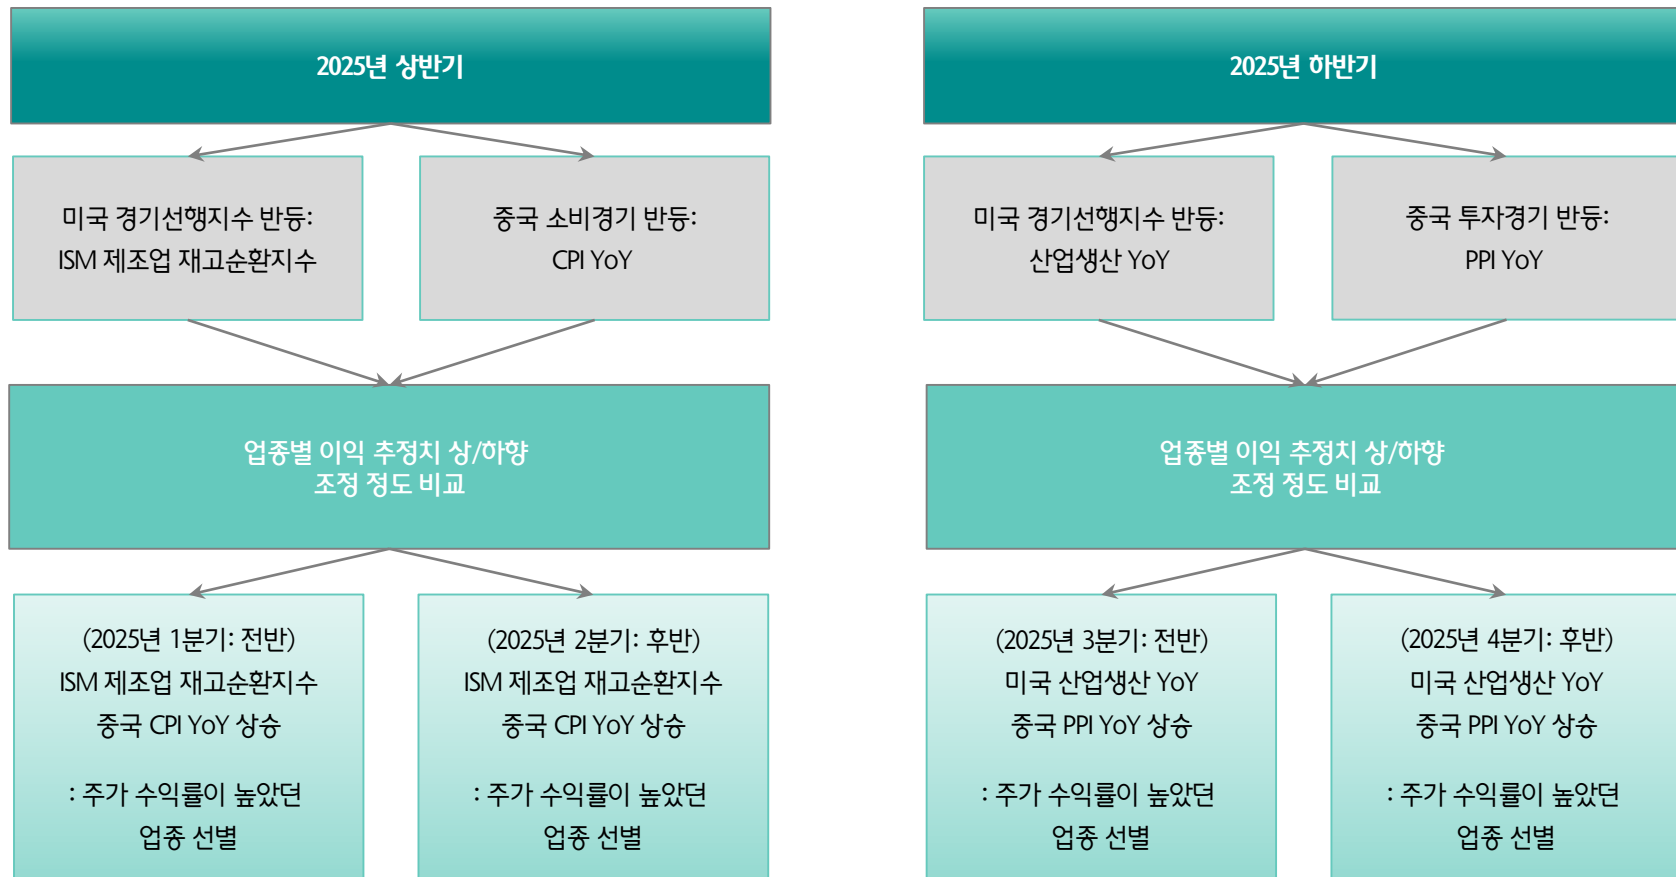 2025년 상반기
미국 경기선행지수 반등:
ISM 제조업 재고순환지수
중국 소비경기 반등:
CPI YoY
업종별 이익 추정치 상/하향
조정 정도 비교
(2025년 1분기: 전반)
ISM 제조업 재고순환지수
중국 CPI YoY 상승
: 주가 수익률이 높았던
업종 선별
(2025년 2분기: 후반)
ISM 제조업 재고순환지수
중국 CPI YoY 상승
: 주가 수익률이 높았던
업종 선별
2025년 하반기
미국 경기선행지수 반등:
산업생산 YoY
중국 투자경기 반등:
PPI YoY
업종별 이익 추정치 상/하향
조정 정도 비교
(2025년 3분기: 전반)
미국 산업생산 YoY
중국 PPI YoY 상승
: 주가 수익률이 높았던
업종 선별
(2025년 4분기: 후반)
미국 산업생산 YoY
중국 PPI YoY 상승
: 주가 수익률이 높았던
업종 선별